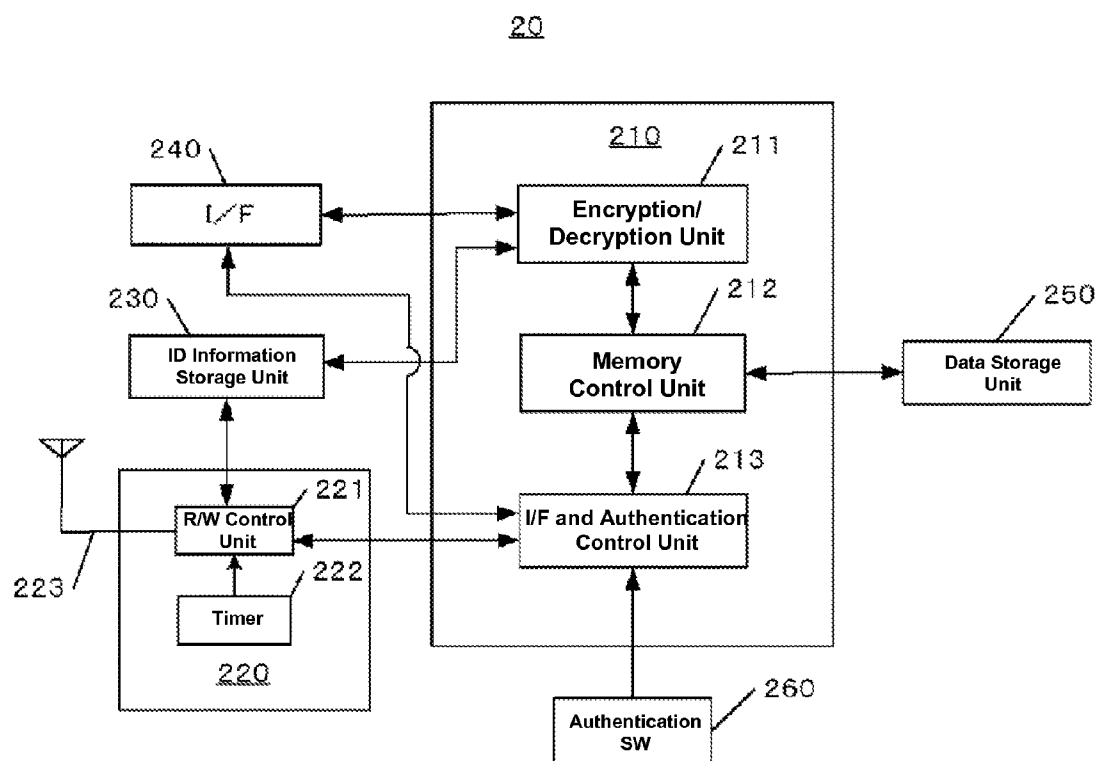 20
210
211
240
I/F
Encryption/
Decryption Unit
230
212
250
ID Information
Storage Unit
Memory
Control Unit
Data Storage
Unit
213
221
R/W Control
Unit
I/F and Authentication
Control Unit
223
222
Timer
220
260
Authentication
SW